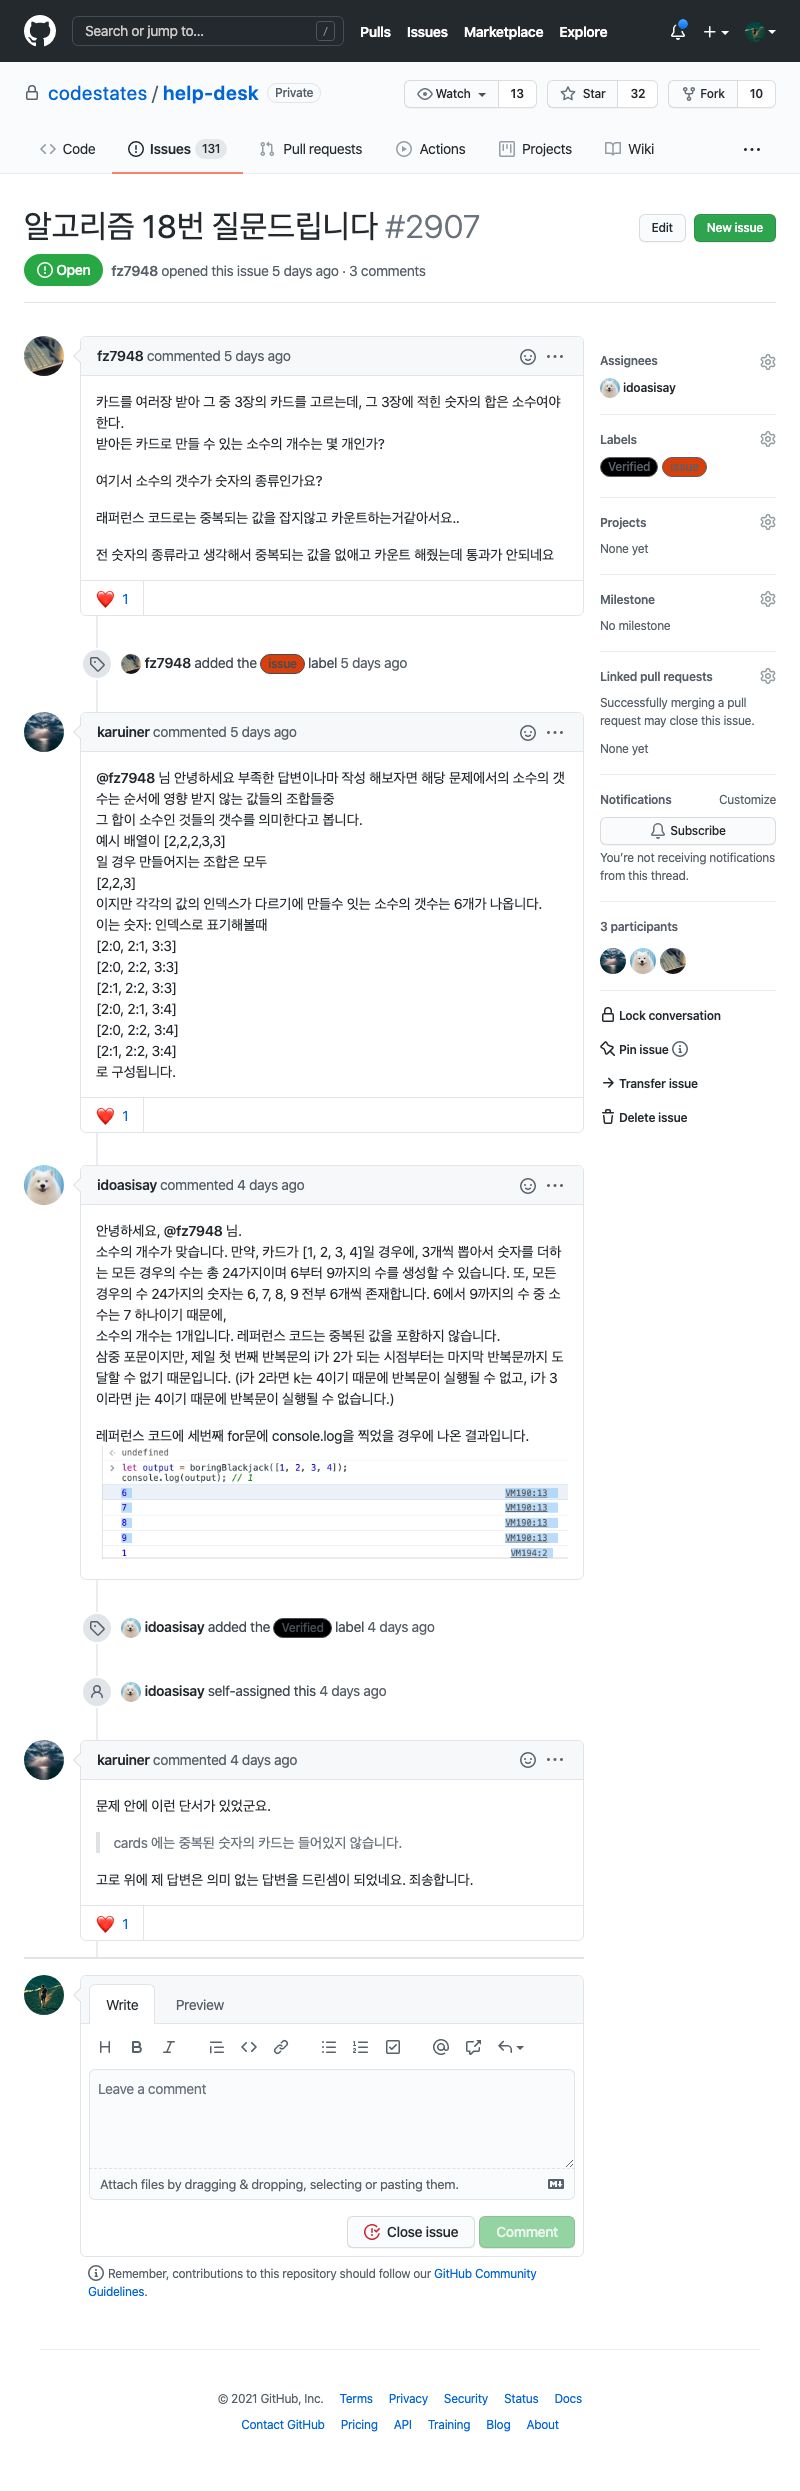 Search or jump to... /
Pulls Issues Marketplace Explore
codestates / help-desk Private
Watch 13 Star 32 Fork 10
Code Issues 131 Pull requests Actions Projects Wiki
알고리즘 18번 질문드립니다 #2907
Edit New issue
Open fz7948 opened this issue 5 days ago · 3 comments
fz7948 commented 5 days ago
카드를 여러장 받아 그 중 3장의 카드를 고르는데, 그 3장에 적힌 숫자의 합은 소수여야
한다.
받아든 카드로 만들 수 있는 소수의 개수는 몇 개인가?
여기서 소수의 갯수가 숫자의 종류인가요?
래퍼런스 코드로는 중복되는 값을 잡지않고 카운트하는거같아서요..
전 숫자의 종류라고 생각해서 중복되는 값을 없애고 카운트 해줬는데 통과가 안되네요
❤️ 1
fz7948 added the issue label 5 days ago
karuiner commented 5 days ago
@fz7948 님 안녕하세요 부족한 답변이나마 작성 해보자면 해당 문제에서의 소수의 갯
수는 순서에 영향 받지 않는 값들의 조합들중
그 합이 소수인 것들의 갯수를 의미한다고 봅니다.
예시 배열이 [2,2,2,3,3]
일 경우 만들어지는 조합은 모두
[2,2,3]
이지만 각각의 값의 인덱스가 다르기에 만들수 잇는 소수의 갯수는 6개가 나옵니다.
이는 숫자: 인덱스로 표기해볼때
[2:0, 2:1, 3:3]
[2:0, 2:2, 3:3]
[2:1, 2:2, 3:3]
[2:0, 2:1, 3:4]
[2:0, 2:2, 3:4]
[2:1, 2:2, 3:4]
로 구성됩니다.
❤️ 1
idoasisay commented 4 days ago
안녕하세요, @fz7948 님.
소수의 개수가 맞습니다. 만약, 카드가 [1, 2, 3, 4]일 경우에, 3개씩 뽑아서 숫자를 더하
는 모든 경우의 수는 총 24가지이며 6부터 9까지의 수를 생성할 수 있습니다. 또, 모든
경우의 수 24가지의 숫자는 6, 7, 8, 9 전부 6개씩 존재합니다. 6에서 9까지의 수 중 소
수는 7 하나이기 때문에,
소수의 개수는 1개입니다. 레퍼런스 코드는 중복된 값을 포함하지 않습니다.
삼중 포문이지만, 제일 첫 번째 반복문의 i가 2가 되는 시점부터는 마지막 반복문까지 도
달할 수 없기 때문입니다. (i가 2라면 k는 4이기 때문에 반복문이 실행될 수 없고, i가 3
이라면 j는 4이기 때문에 반복문이 실행될 수 없습니다.)
레퍼런스 코드에 세번째 for문에 console.log을 찍었을 경우에 나온 결과입니다.
undefined
let output = boringBlackjack([1, 2, 3, 4]);
console.log(output); // 1
6 VM190:13
7 VM190:13
8 VM190:13
9 VM190:13
1 VM194:2
idoasisay added the Verified label 4 days ago
idoasisay self-assigned this 4 days ago
karuiner commented 4 days ago
문제 안에 이런 단서가 있었군요.
cards 에는 중복된 숫자의 카드는 들어있지 않습니다.
고로 위에 제 답변은 의미 없는 답변을 드린셈이 되었네요. 죄송합니다.
❤️ 1
Write Preview
Leave a comment
Attach files by dragging & dropping, selecting or pasting them.
Close issue Comment
Remember, contributions to this repository should follow our GitHub Community
Guidelines.
Assignees
idoasisay
Labels
Verified issue
Projects
None yet
Milestone
No milestone
Linked pull requests
Successfully merging a pull
request may close this issue.
None yet
Notifications Customize
Subscribe
You're not receiving notifications
from this thread.
3 participants
Lock conversation
Pin issue
Transfer issue
Delete issue
© 2021 GitHub, Inc. Terms Privacy Security Status Docs
Contact GitHub Pricing API Training Blog About